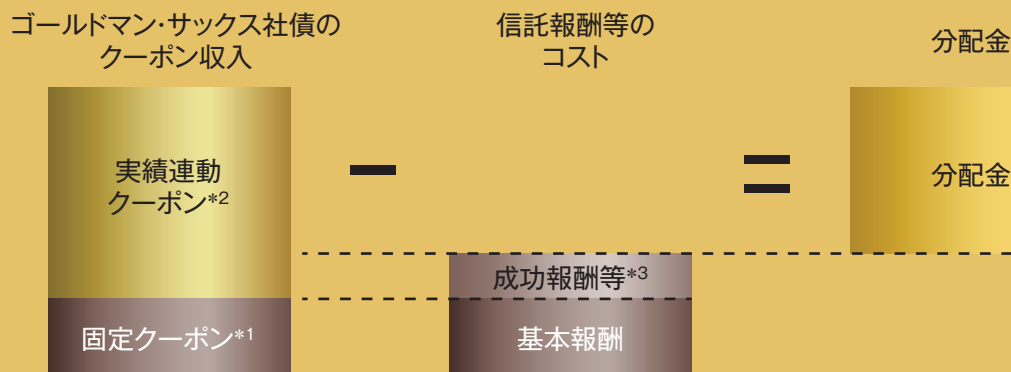 ゴールドマン・サックス社債の
クーポン収入
信託報酬等の
コスト
分配金
実績連動
クーポン*2
－
＝
分配金
成功報酬等*3
固定クーポン*1
基本報酬